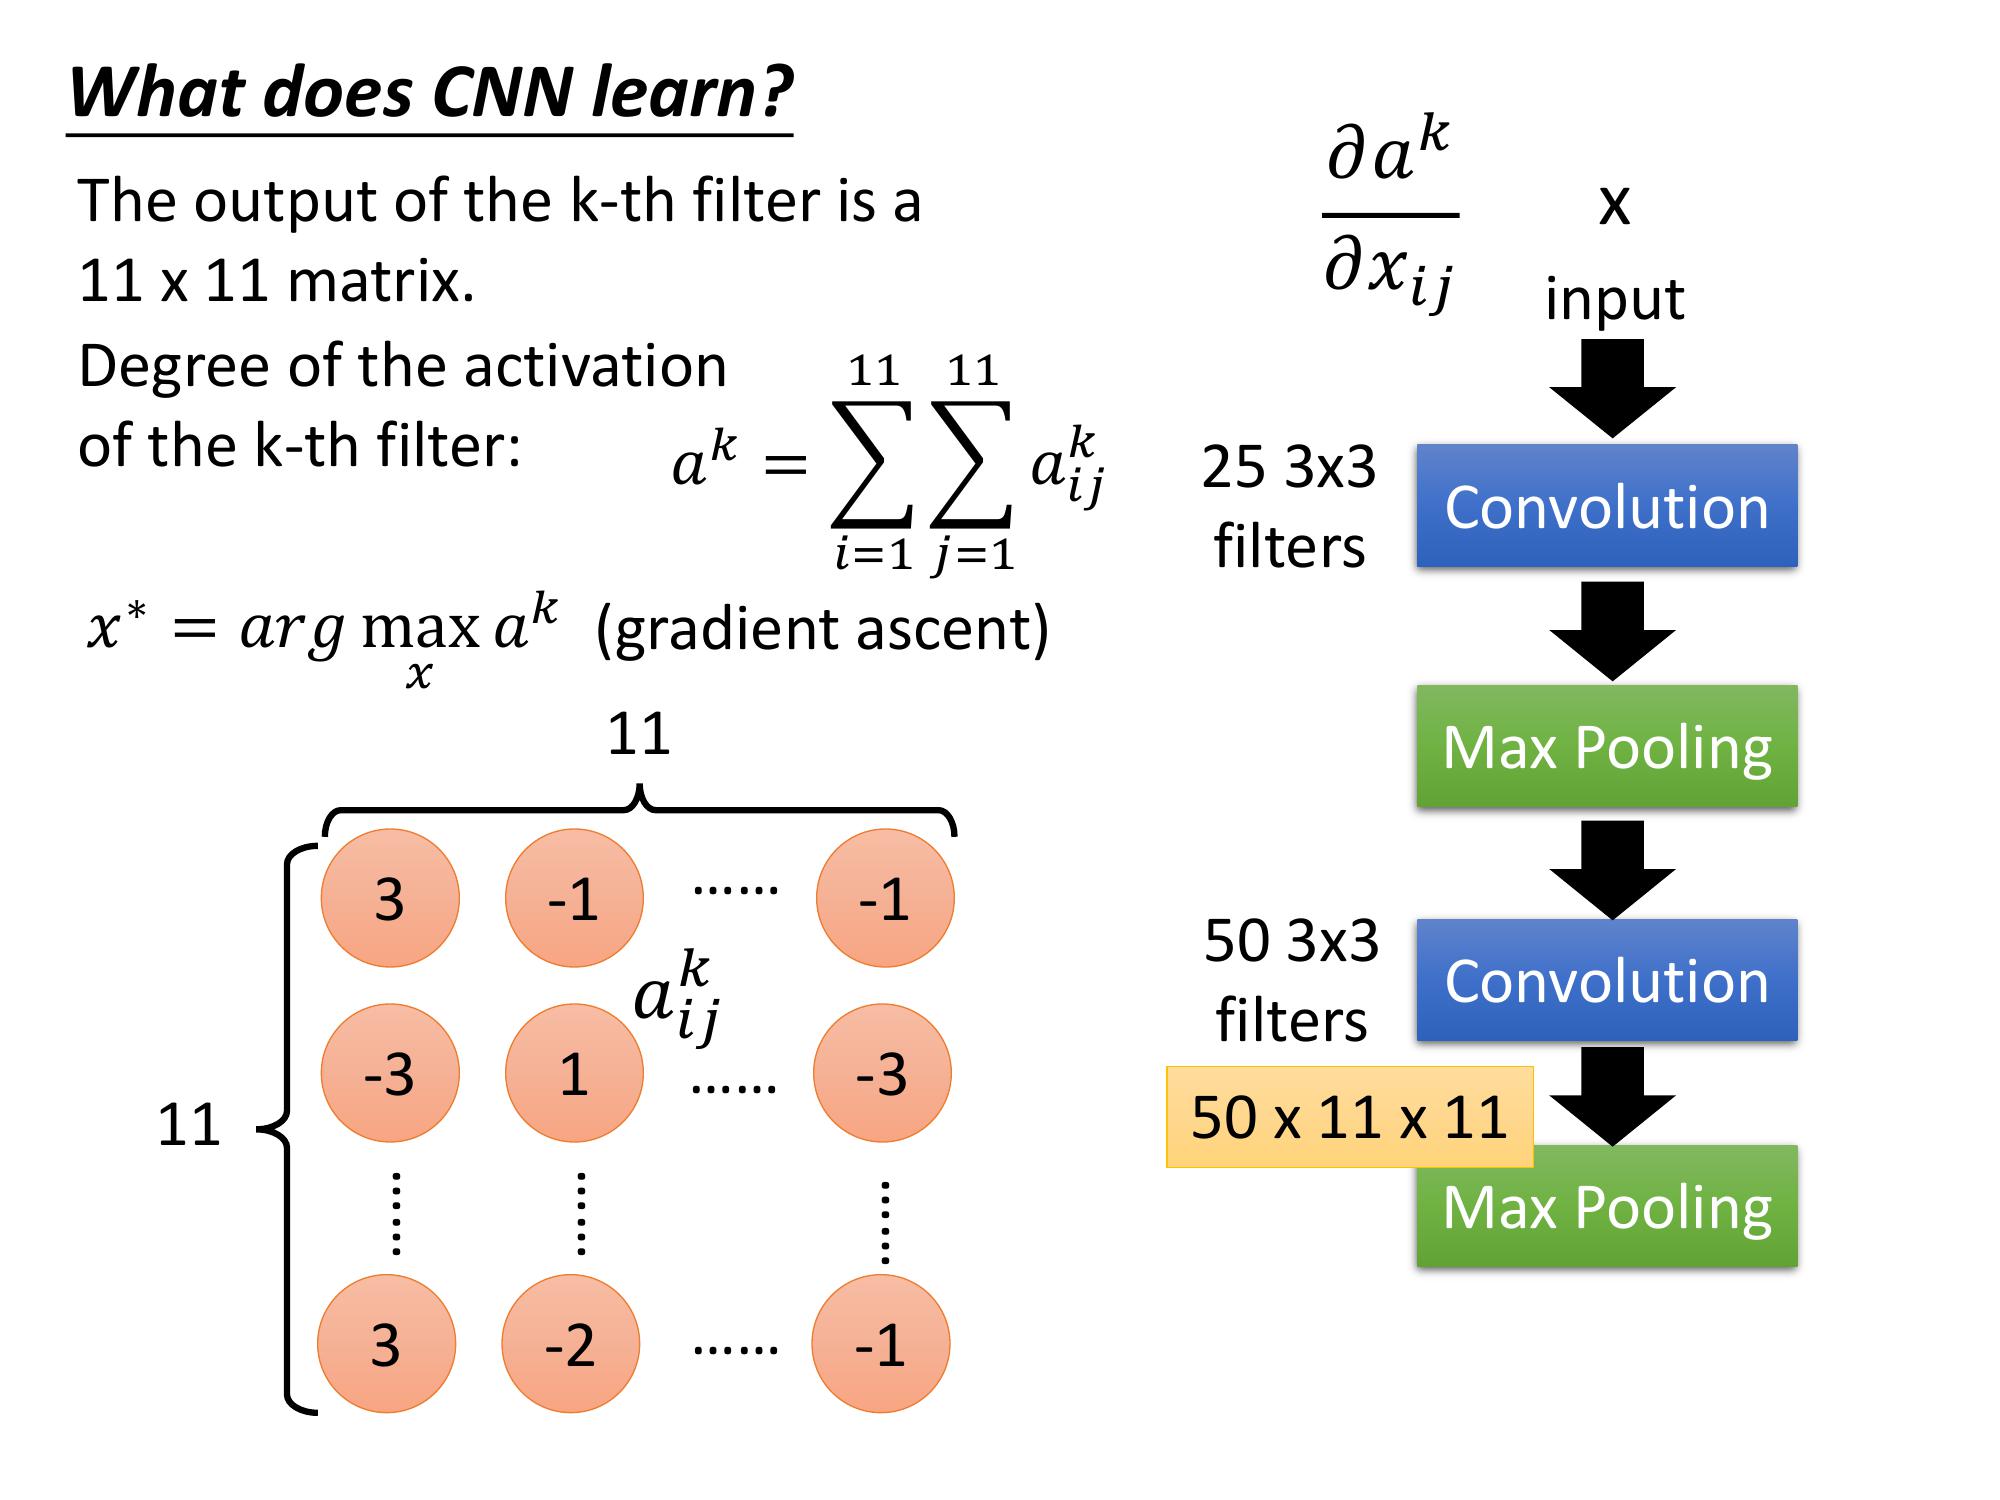 What does CNN learn?
The output of the k-th filter is a
11 x 11 matrix.
Degree of the activation
of the k-th filter:
a^k = \sum_{i=1}^{11} \sum_{j=1}^{11} a_{ij}^k
x^* = arg \max_x a^k (gradient ascent)
11
11
3 -1 …… -1
a_{ij}^k
-3 1 …… -3
…… …… ……
3 -2 …… -1
\frac{∂a^k}{∂x_{ij}}
x
input
25 3x3
filters
Convolution
Max Pooling
50 3x3
filters
Convolution
50 x 11 x 11
Max Pooling